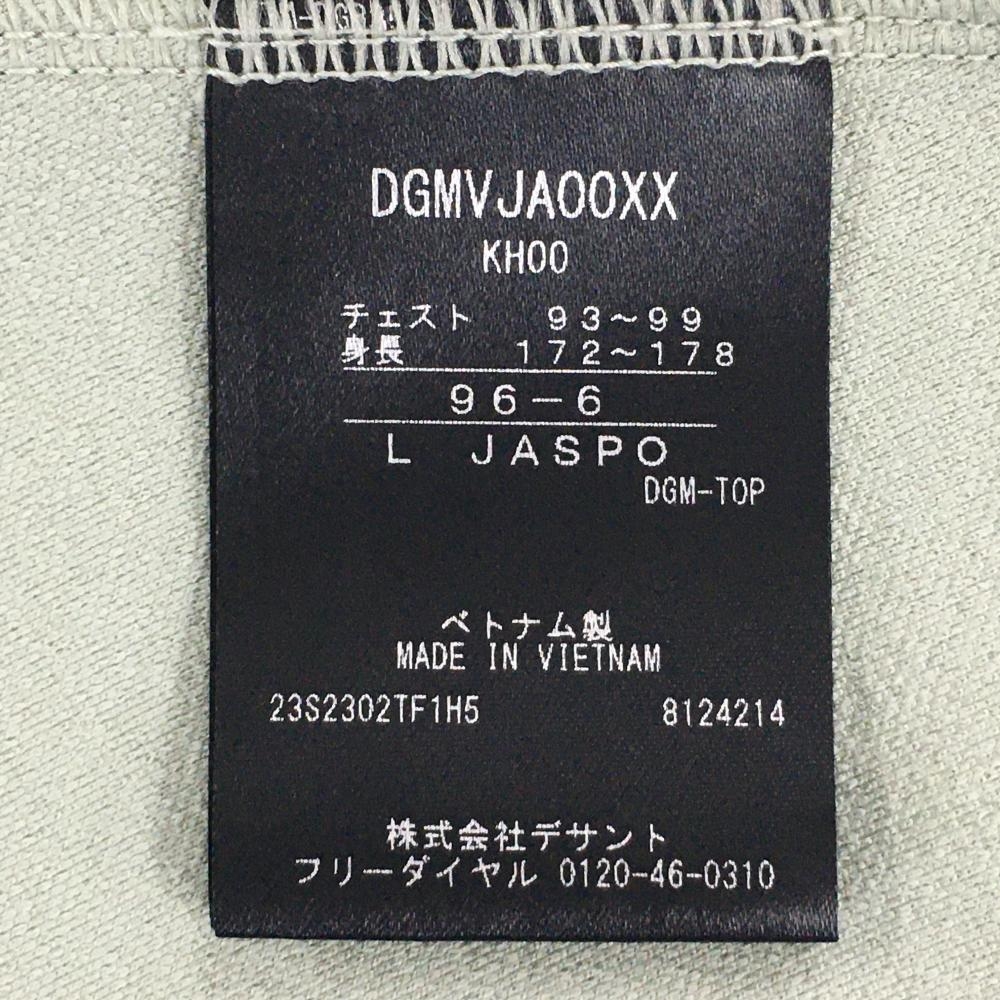 DGMVJA00XX
KH00
チェスト 93~99
身長 172~178
96-6
L JASPO
DGM-TOP
ベトナム製
MADE IN VIETNAM
23S2302TF1H5 8124214
株式会社デサント
フリーダイヤル 0120-46-0310